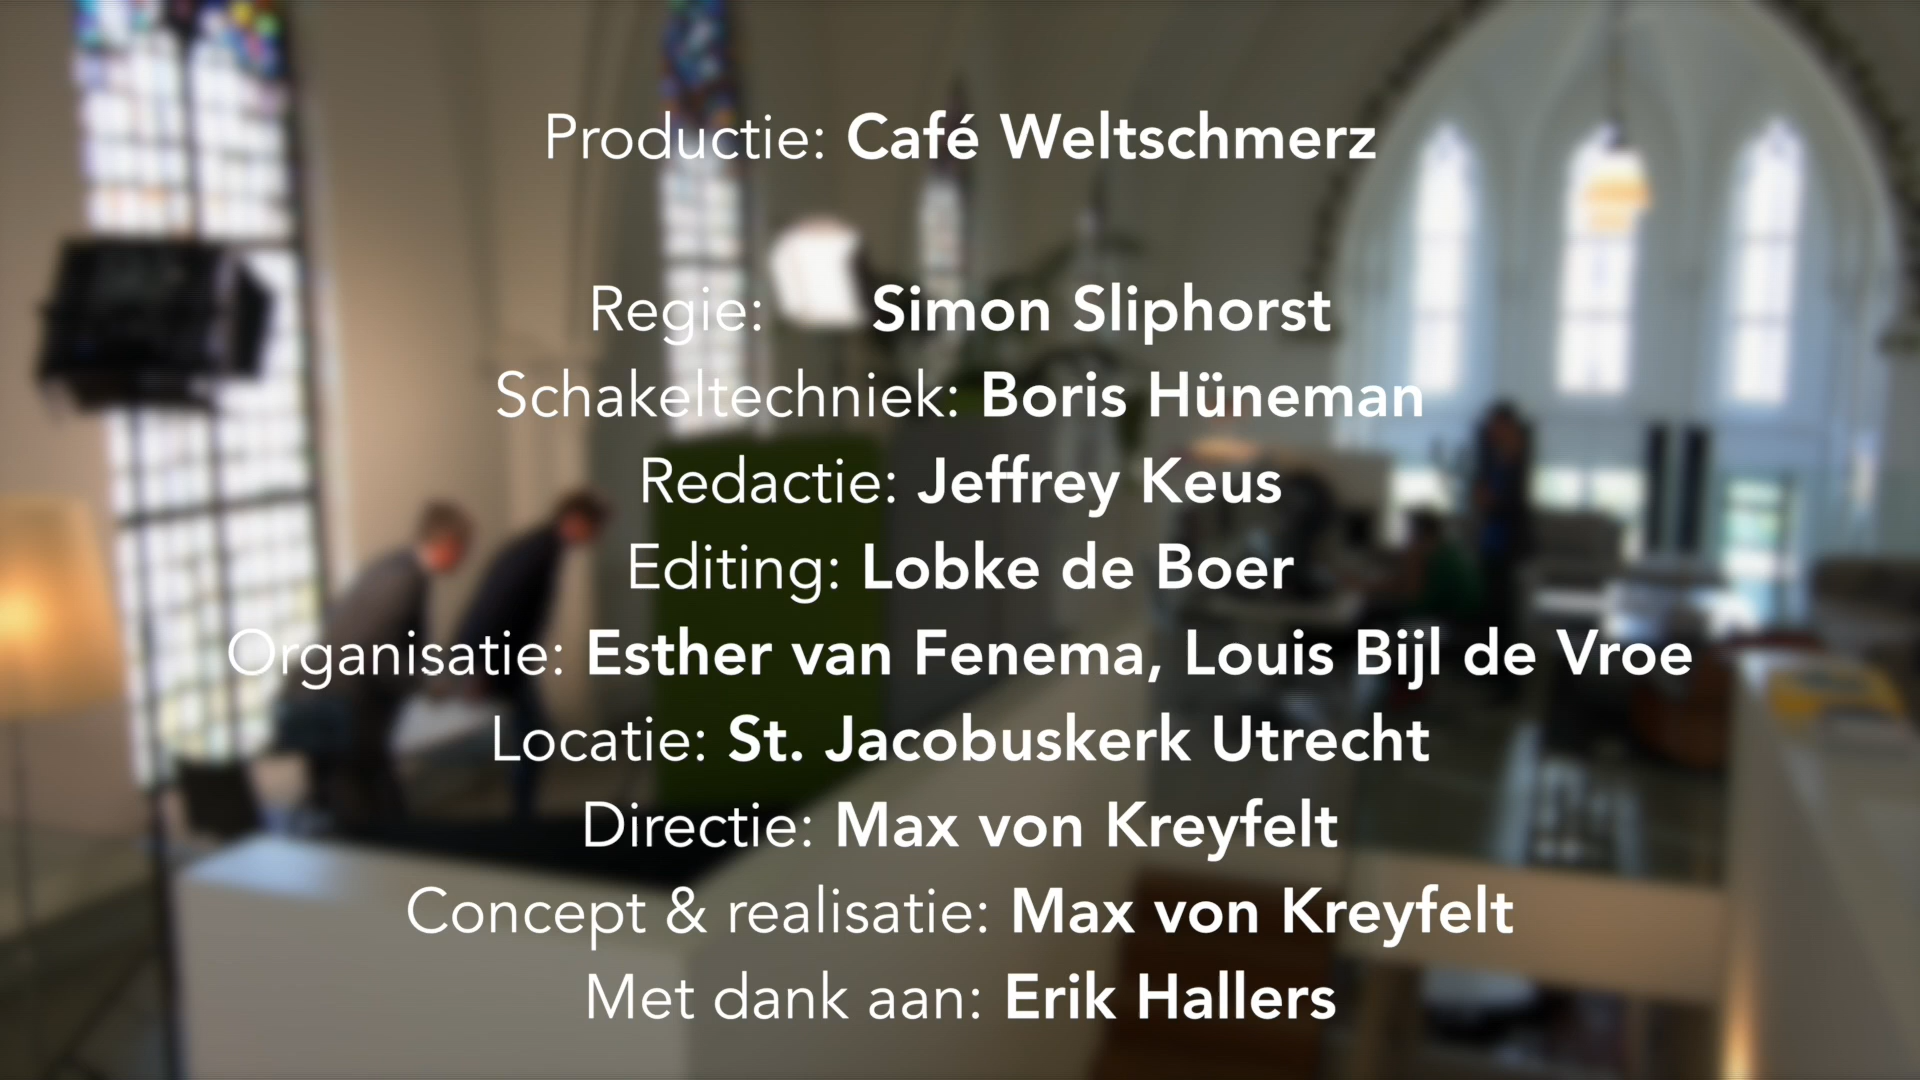 Productie: Café Weltschmerz
Regie: Simon Sliphorst
Schakeltechniek: Boris Hüneman
Redactie: Jeffrey Keus
Editing: Lobke de Boer
Organisatie: Esther van Fenema, Louis Bijl de Vroe
Locatie: St. Jacobuskerk Utrecht
Directie: Max von Kreyfelt
Concept & realisatie: Max von Kreyfelt
Met dank aan: Erik Hallers